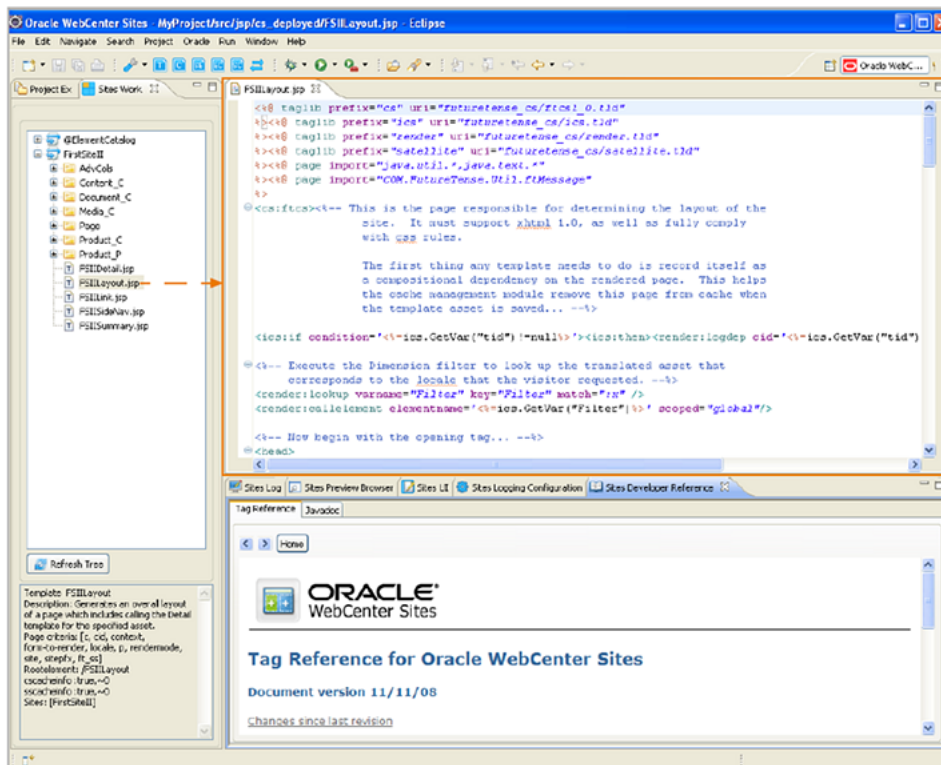 Oracle WebCenter Sites - MyProject/src/jsp/cs_deployed/FSIILayout.jsp - Eclipse
File Edit Navigate Search Project Oracle Run Window Help
Oracle WebC...
Project Ex
Sites Work
FSIILayout.jsp
@ElementCatalog
FirstSiteII
AdvCols
Content_C
Document_C
Media_C
Page
Product_C
Product_P
FSIIDetail.jsp
FSIILayout.jsp
FSIILink.jsp
FSIISideNav.jsp
FSIISummary.jsp
Refresh Tree
Template FSIILayout
Description: Generates an overall layout
of a page which includes calling the Detail
template for the specified asset.
Page criteria: [c, cid, context,
form-to-render, locale, p, rendermode,
site, sitepfx, ft_ss]
Rootelement: /FSIILayout
cscacheinfo :true,~0
sscacheinfo :true,~0
Sites: [FirstSiteII]
<%@ taglib prefix="cs" uri="futuretense_cs/ftcs1_0.tld"
%><%@ taglib prefix="ics" uri="futuretense_cs/ics.tld"
%><%@ taglib prefix="render" uri="futuretense_cs/render.tld"
%><%@ taglib prefix="satellite" uri="futuretense_cs/satellite.tld"
%><%@ page import="java.util.*,java.text.*"
%><%@ page import="COM.FutureTense.Util.ftMessage"
%>
<cs:ftcs><%-- This is the page responsible for determining the layout of the
site. It must support xhtml 1.0, as well as fully comply
with css rules.
The first thing any template needs to do is record itself as
a compositional dependency on the rendered page. This helps
the cache management module remove this page from cache when
the template asset is saved... --%>
<ics:if condition='<%=ics.GetVar("tid")!=null%>'><ics:then><render:logdep cid='<%=ics.GetVar("tid")
<%-- Execute the Dimension filter to look up the translated asset that
corresponds to the locale that the visitor requested. --%>
<render:lookup varname="Filter" key="Filter" match=":x" />
<render:callelement elementname='<%=ics.GetVar("Filter")%>' scoped="global"/>
<%-- Now begin with the opening tag... --%>
<head>
Sites Log
Sites Preview Browser
Sites UI
Sites Logging Configuration
Sites Developer Reference
Tag Reference
Javadoc
Home
ORACLE
WebCenter Sites
Tag Reference for Oracle WebCenter Sites
Document version 11/11/08
Changes since last revision